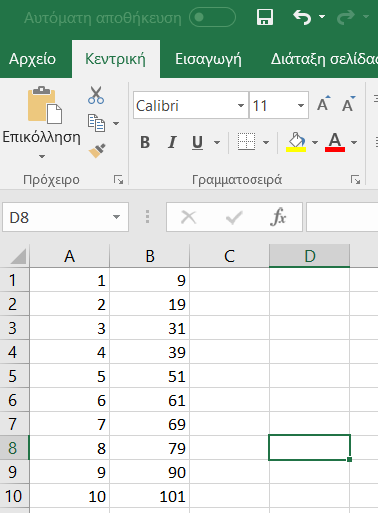 Αυτόματη αποθήκευση
Αρχείο Κεντρική Εισαγωγή Διάταξη σελίδας
Επικόλληση
Calibri 11 A A
B I U A
Πρόχειρο Γραμματοσειρά
D8 fx
A B C D
1 1 9
2 2 19
3 3 31
4 4 39
5 5 51
6 6 61
7 7 69
8 8 79
9 9 90
10 10 101